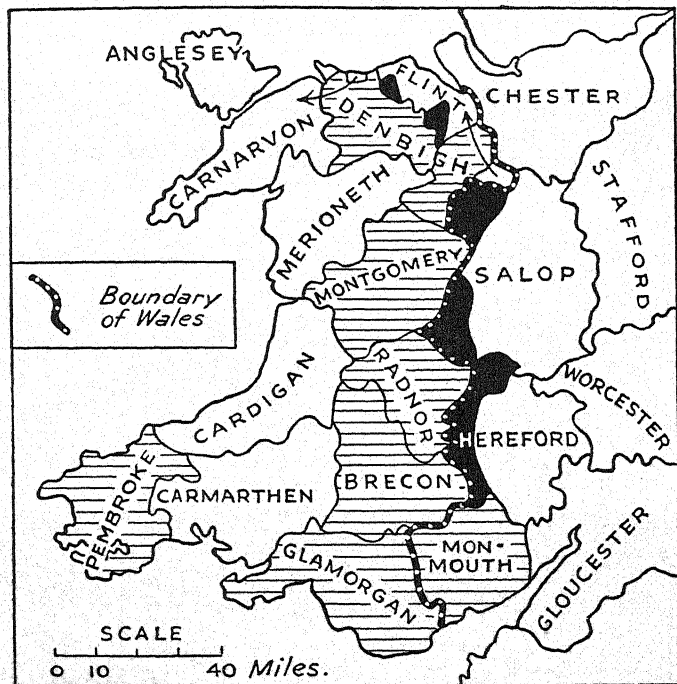 ANGLESEY
FLINT
CHESTER
DENBIGH
CARNARVON
STAFFORD
MERIONETH
SALOP
MONTGOMERY
Boundary
of Wales
RADNOR
CARDIGAN
WORCESTER
HEREFORD
PEMBROKE
CARMARTHEN
BRECON
MON-
MOUTH
GLAMORGAN
GLOUCESTER
SCALE
0 10 40 Miles.